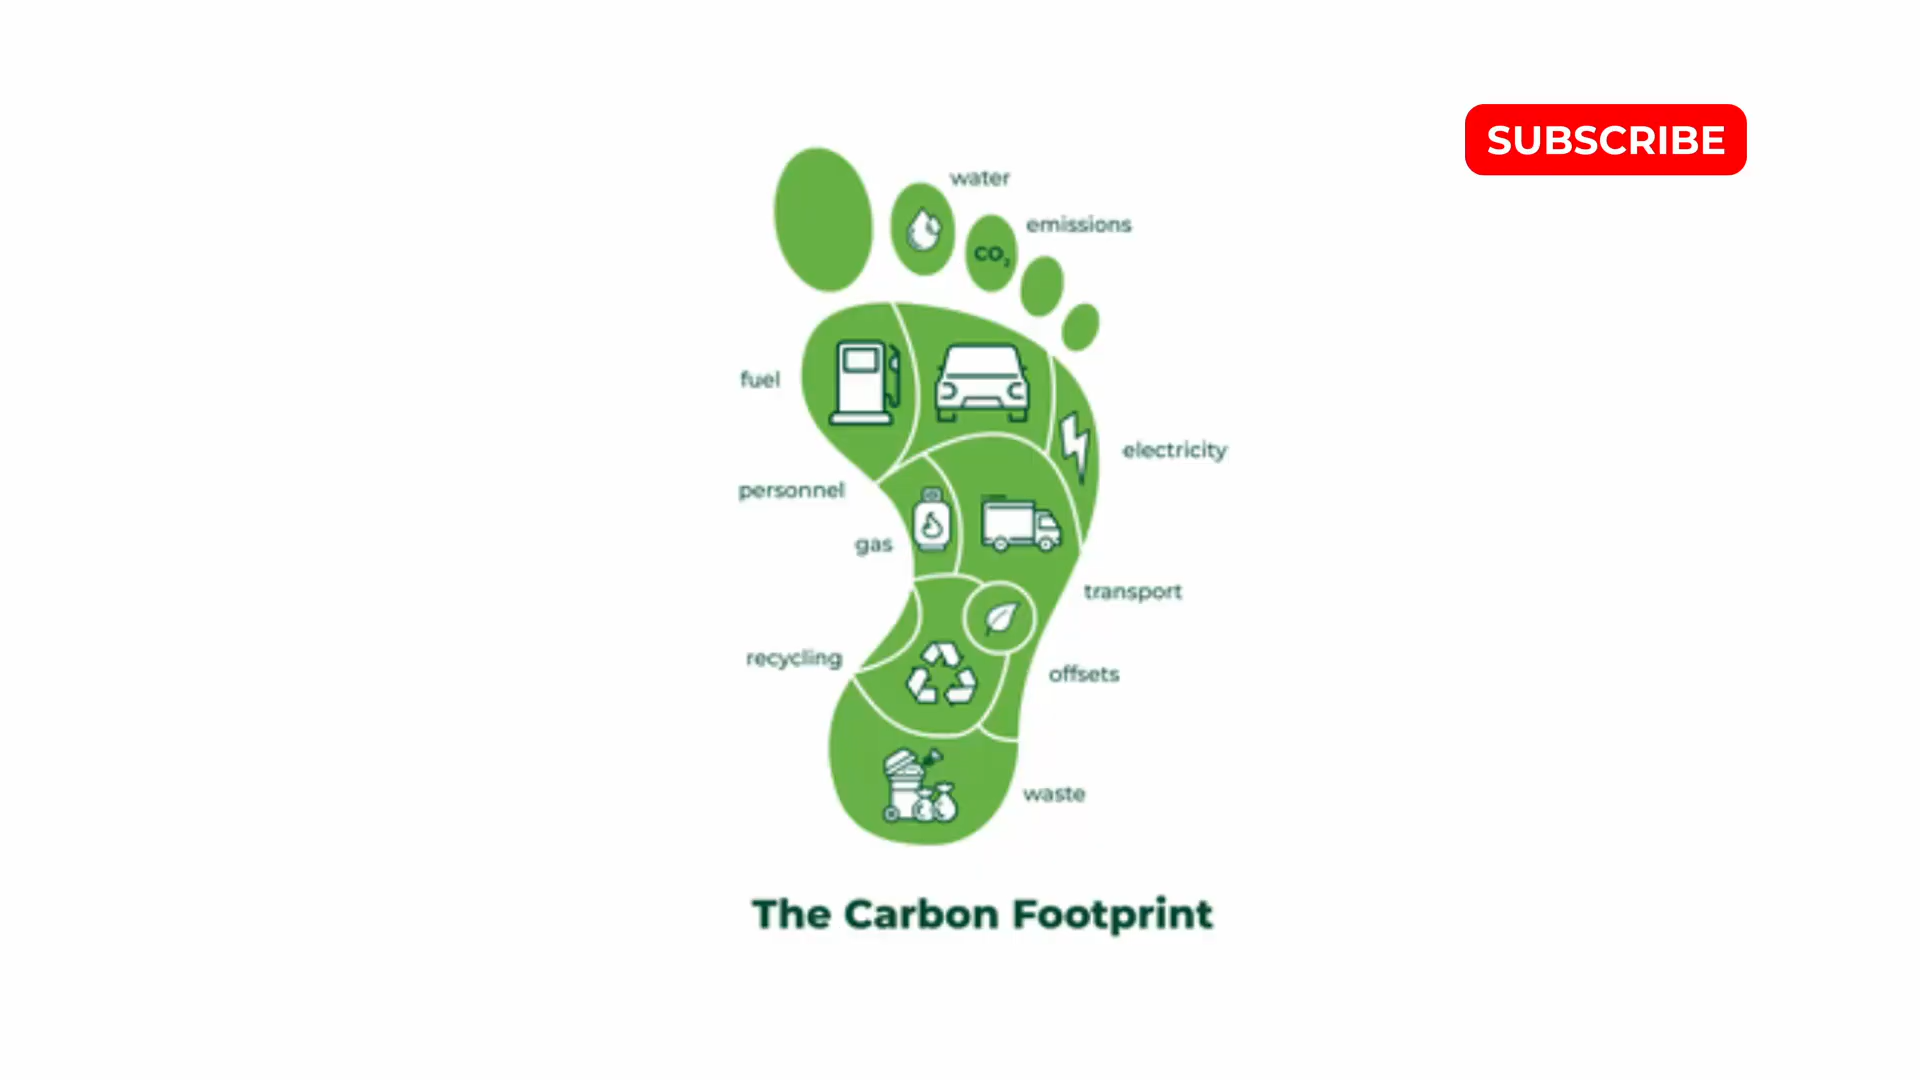 SUBSCRIBE
water
emissions
CO₂
fuel
electricity
personnel
gas
transport
recycling
offsets
waste
The Carbon Footprint